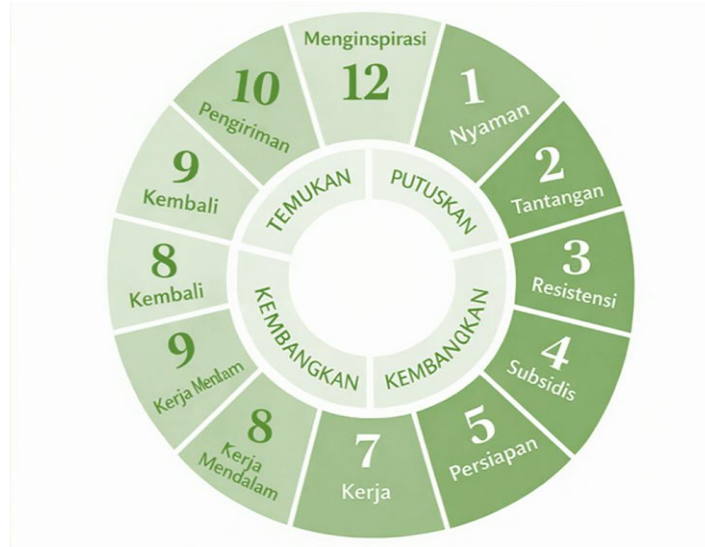 Menginspirasi
12
1
Nyaman
2
Tantangan
3
Resistensi
4
Subsidis
5
Persiapan
7
Kerja
8
Kerja
Mendalam
9
Kerja Menlam
8
Kembali
9
Kembali
10
Pengiriman
TEMUKAN
PUTUSKAN
KEMBANGKAN
KEMBANGKAN